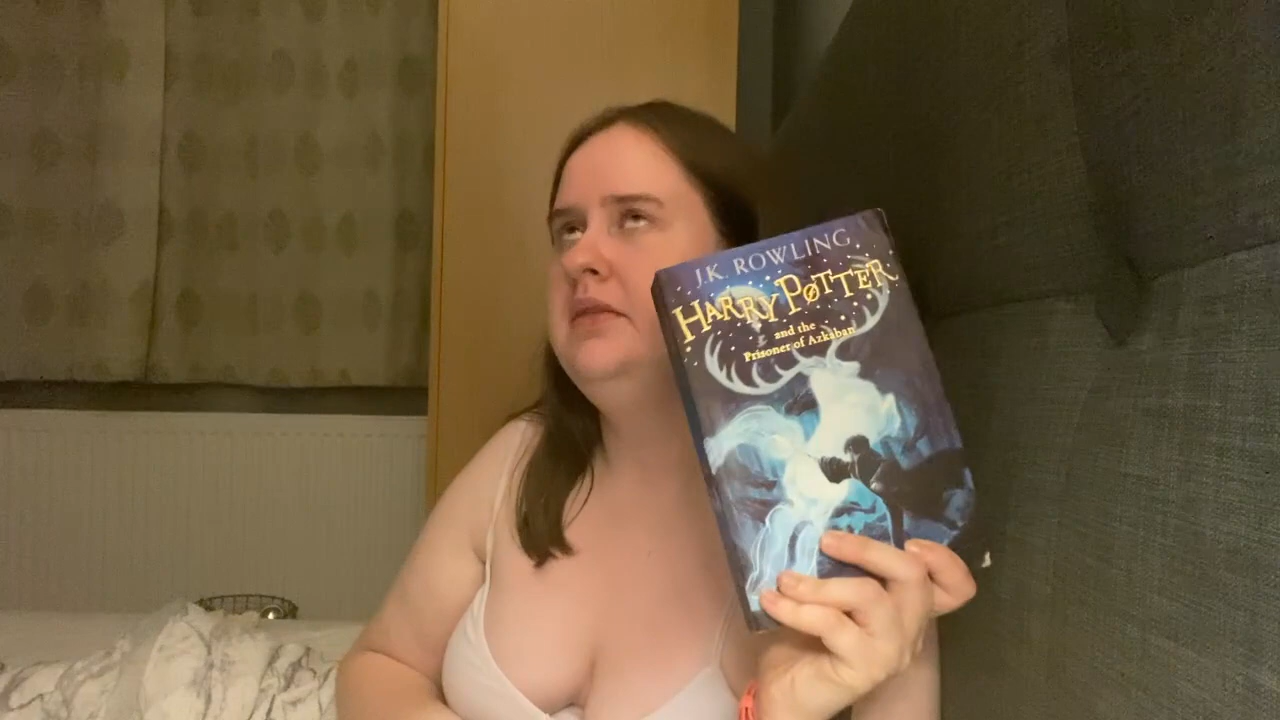 J.K. ROWLING
HARRY POTTER
and the
Prisoner of Azkaban